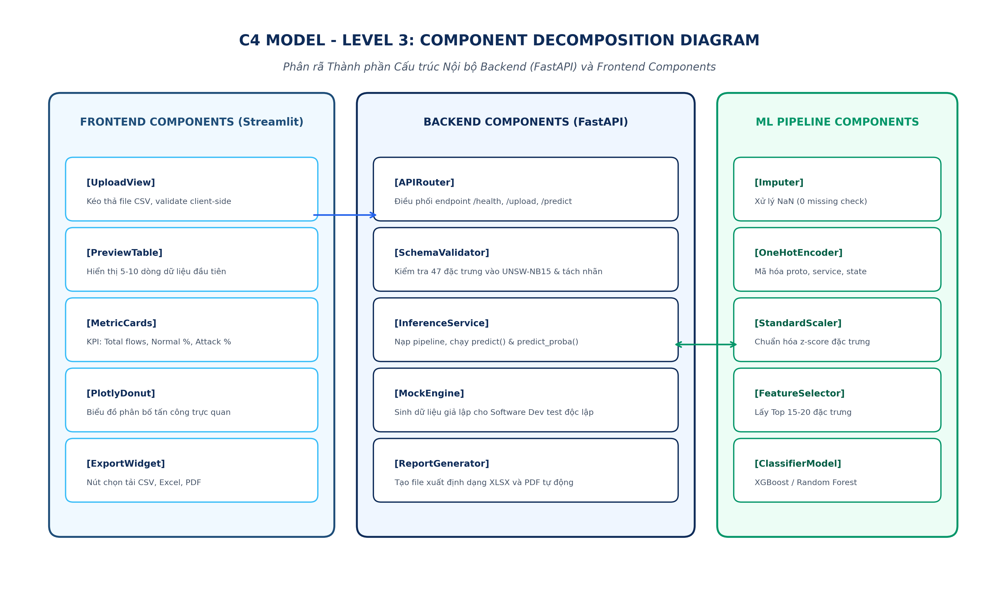 C4 MODEL - LEVEL 3: COMPONENT DECOMPOSITION DIAGRAM
Phân rã Thành phần Cấu trúc Nội bộ Backend (FastAPI) và Frontend Components
FRONTEND COMPONENTS (Streamlit)
[UploadView]
Kéo thả file CSV, validate client-side
[PreviewTable]
Hiển thị 5-10 dòng dữ liệu đầu tiên
[MetricCards]
KPI: Total flows, Normal %, Attack %
[PlotlyDonut]
Biểu đồ phân bố tấn công trực quan
[ExportWidget]
Nút chọn tải CSV, Excel, PDF
BACKEND COMPONENTS (FastAPI)
[APIRouter]
Điều phối endpoint /health, /upload, /predict
[SchemaValidator]
Kiểm tra 47 đặc trưng vào UNSW-NB15 & tách nhãn
[InferenceService]
Nạp pipeline, chạy predict() & predict_proba()
[MockEngine]
Sinh dữ liệu giả lập cho Software Dev test độc lập
[ReportGenerator]
Tạo file xuất định dạng XLSX và PDF tự động
ML PIPELINE COMPONENTS
[Imputer]
Xử lý NaN (0 missing check)
[OneHotEncoder]
Mã hóa proto, service, state
[StandardScaler]
Chuẩn hóa z-score đặc trưng
[FeatureSelector]
Lấy Top 15-20 đặc trưng
[ClassifierModel]
XGBoost / Random Forest